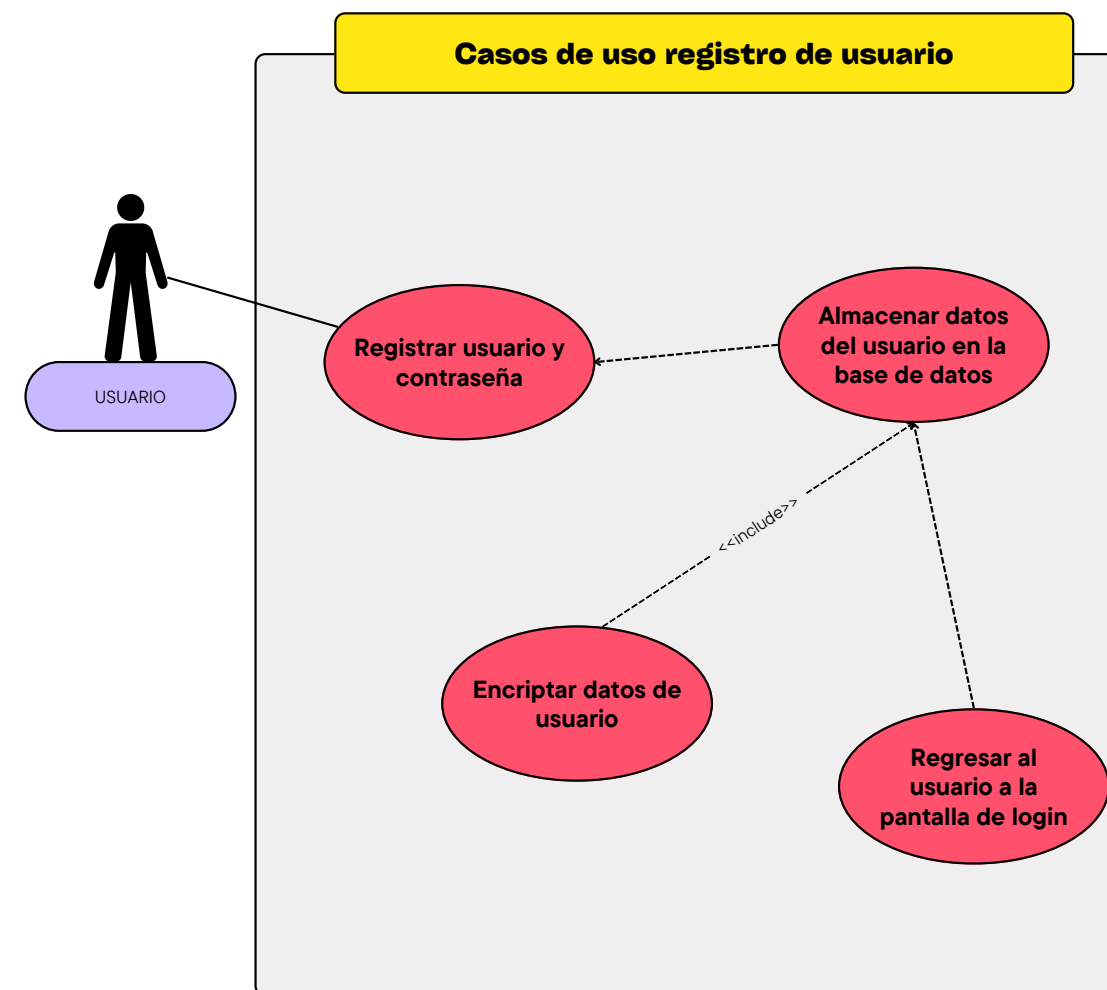 Casos de uso registro de usuario
USUARIO
Registrar usuario y
contraseña
Almacenar datos
del usuario en la
base de datos
<<include>>
Encriptar datos de
usuario
Regresar al
usuario a la
pantalla de login